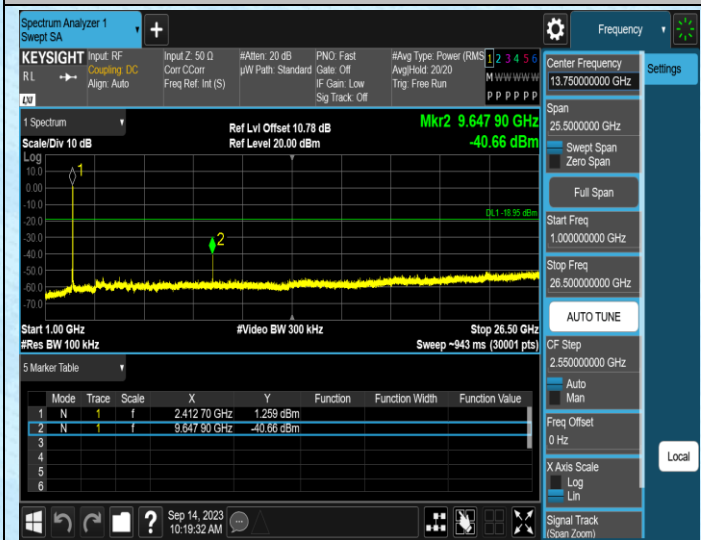 Spectrum Analyzer 1
Swept SA
+
Frequency
KEYSIGHT
RL
LXI
Input: RF
Coupling: DC
Align: Auto
Input Z: 50 Ω
Corr CCorr
Freq Ref: Int (S)
#Atten: 20 dB
µW Path: Standard
PNO: Fast
Gate: Off
IF Gain: Low
Sig Track: Off
#Avg Type: Power (RMS
Avg|Hold: 20/20
Trig: Free Run
1 2 3 4 5 6
M W W W W W
P P P P P P
Center Frequency
13.750000000 GHz
Settings
Span
25.5000000 GHz
Swept Span
Zero Span
Full Span
Start Freq
1.000000000 GHz
Stop Freq
26.500000000 GHz
AUTO TUNE
CF Step
2.550000000 GHz
Auto
Man
Freq Offset
0 Hz
X Axis Scale
Log
Lin
Signal Track
(Span Zoom)
Local
1 Spectrum
Scale/Div 10 dB
Ref Lvl Offset 10.78 dB
Ref Level 20.00 dBm
Mkr2 9.647 90 GHz
-40.66 dBm
Log
10.0
0.00
-10.0
-20.0
-30.0
-40.0
-50.0
-60.0
-70.0
1
2
DL1 -18.95 dBm
Start 1.00 GHz
#Res BW 100 kHz
#Video BW 300 kHz
Stop 26.50 GHz
Sweep ~943 ms (30001 pts)
5 Marker Table
Mode Trace Scale X Y Function Function Width Function Value
1 N 1 f 2.412 70 GHz 1.259 dBm
2 N 1 f 9.647 90 GHz -40.66 dBm
3
4
5
6
?
Sep 14, 2023
10:19:32 AM